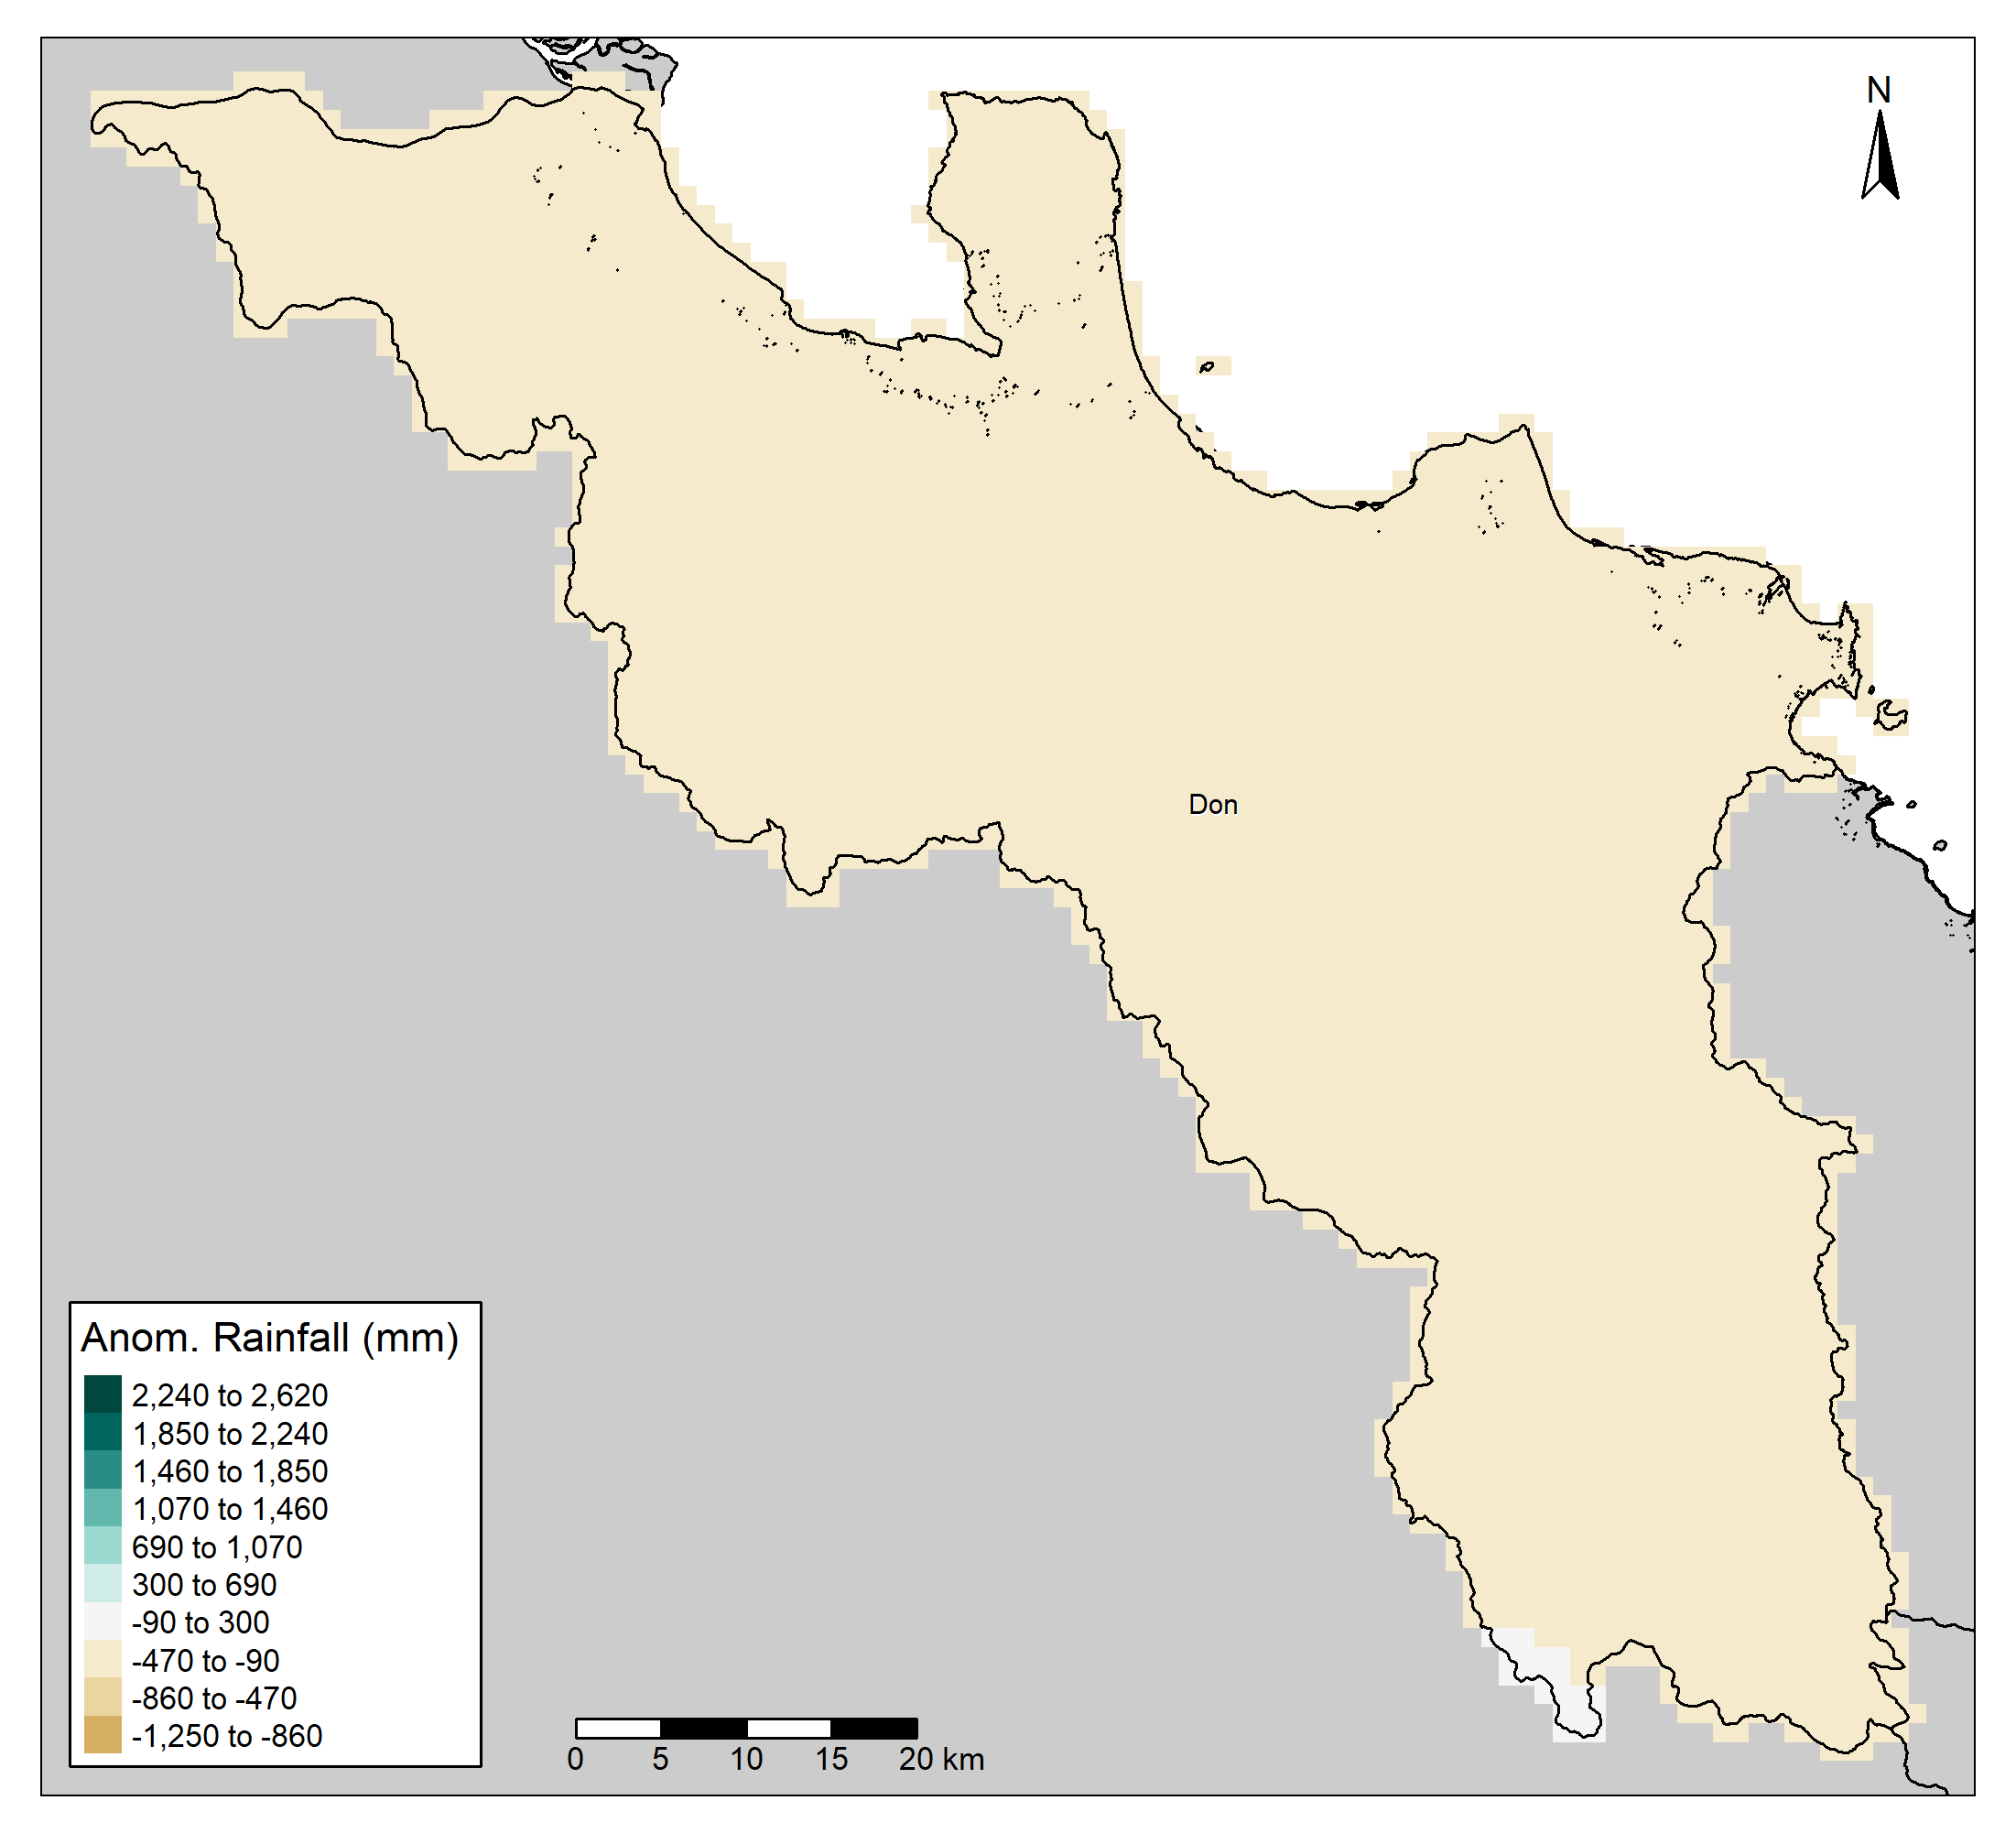 N
Don
Anom. Rainfall (mm)
2,240 to 2,620
1,850 to 2,240
1,460 to 1,850
1,070 to 1,460
690 to 1,070
300 to 690
-90 to 300
-470 to -90
-860 to -470
-1,250 to -860
0 5 10 15 20 km